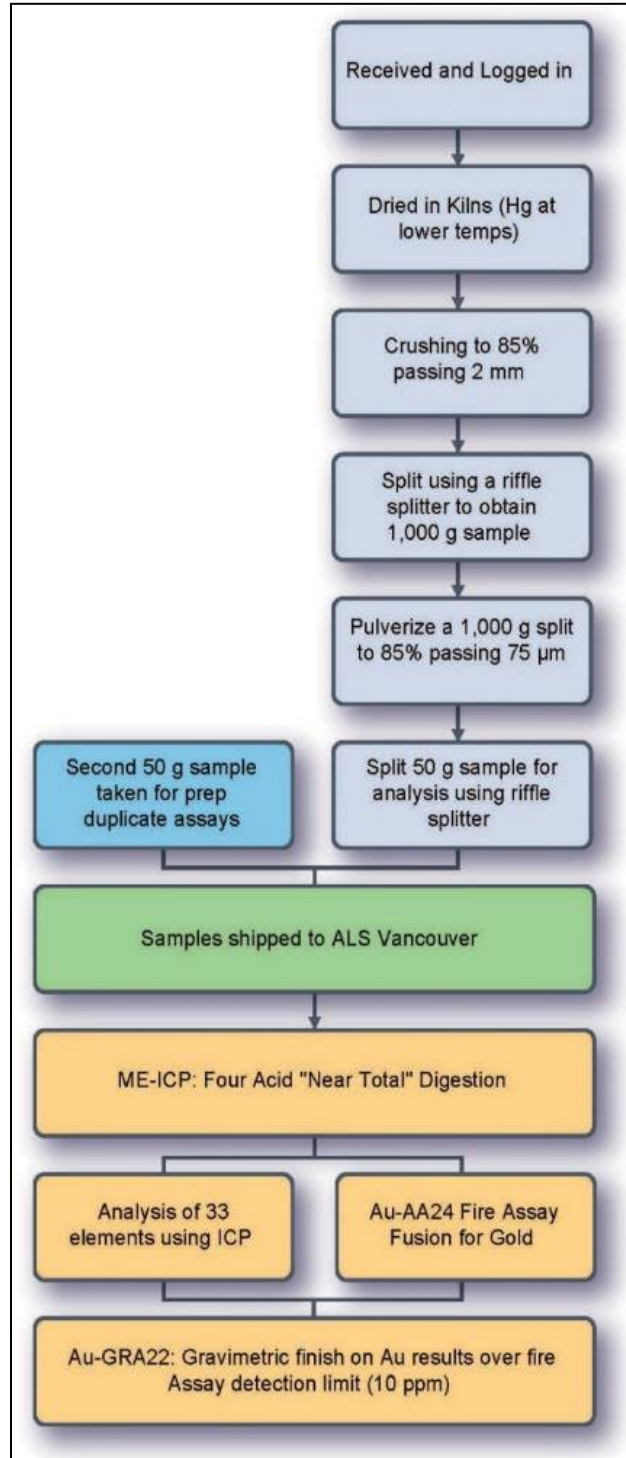 Received and Logged in
Dried in Kilns (Hg at
lower temps)
Crushing to 85%
passing 2 mm
Split using a riffle
splitter to obtain
1,000 g sample
Pulverize a 1,000 g split
to 85% passing 75 µm
Second 50 g sample
taken for prep
duplicate assays
Split 50 g sample for
analysis using riffle
splitter
Samples shipped to ALS Vancouver
ME-ICP: Four Acid "Near Total" Digestion
Analysis of 33
elements using ICP
Au-AA24 Fire Assay
Fusion for Gold
Au-GRA22: Gravimetric finish on Au results over fire
Assay detection limit (10 ppm)